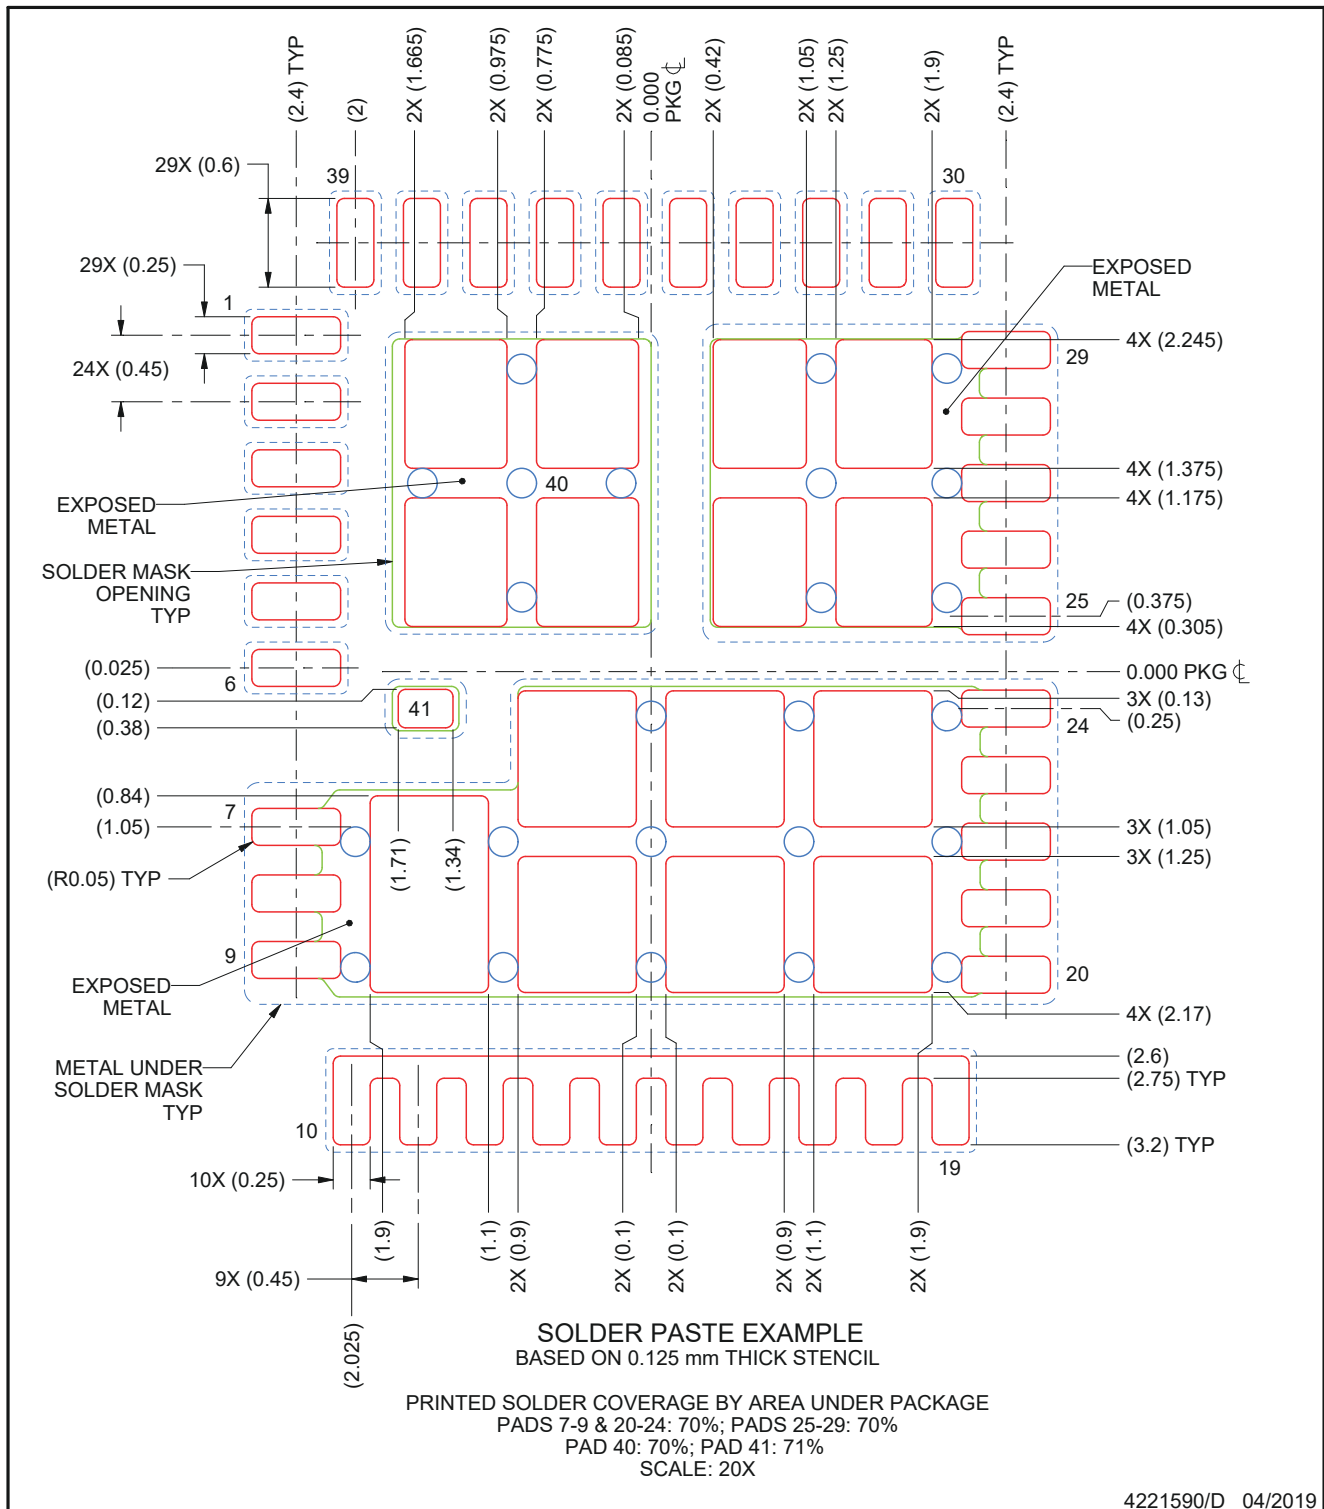 (2.4) TYP
(2)
2X (1.665)
2X (0.975)
2X (0.775)
2X (0.085)
0.000
PKG ℄
2X (0.42)
2X (1.05)
2X (1.25)
2X (1.9)
(2.4) TYP
29X (0.6)
39
30
29X (0.25)
1
EXPOSED
METAL
24X (0.45)
4X (2.245)
29
4X (1.375)
40
4X (1.175)
EXPOSED
METAL
SOLDER MASK
OPENING
TYP
25
(0.375)
4X (0.305)
(0.025)
6
0.000 PKG ℄
(0.12)
41
3X (0.13)
(0.38)
24
(0.25)
(0.84)
7
(1.05)
3X (1.05)
(1.71)
(1.34)
3X (1.25)
(R0.05) TYP
9
20
EXPOSED
METAL
4X (2.17)
METAL UNDER
SOLDER MASK
TYP
(2.6)
(2.75) TYP
10
(3.2) TYP
19
10X (0.25)
(1.9)
(1.1)
2X (0.9)
2X (0.1)
2X (0.1)
2X (0.9)
2X (1.1)
2X (1.9)
9X (0.45)
(2.025)
SOLDER PASTE EXAMPLE
BASED ON 0.125 mm THICK STENCIL
PRINTED SOLDER COVERAGE BY AREA UNDER PACKAGE
PADS 7-9 & 20-24: 70%; PADS 25-29: 70%
PAD 40: 70%; PAD 41: 71%
SCALE: 20X
4221590/D 04/2019